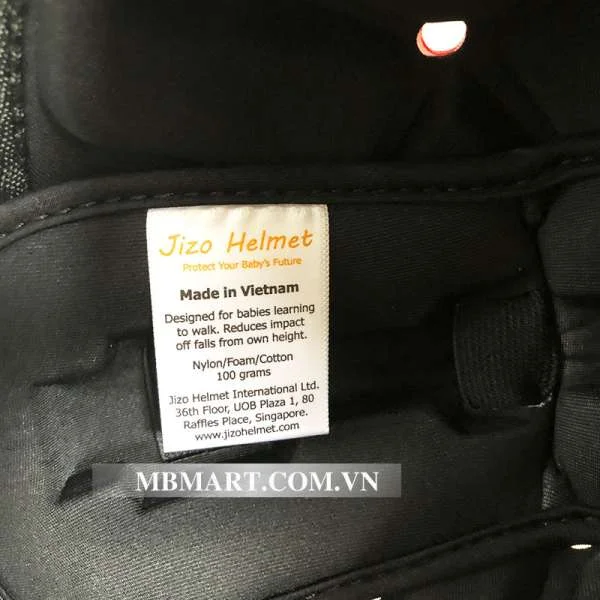 Jizo Helmet
Protect Your Baby's Future
Made in Vietnam
Designed for babies learning
to walk. Reduces impact
off falls from own height.
Nylon/Foam/Cotton
100 grams
Jizo Helmet International Ltd.
36th Floor, UOB Plaza 1, 80
Raffles Place, Singapore.
www.jizohelmet.com
MBMART.COM.VN